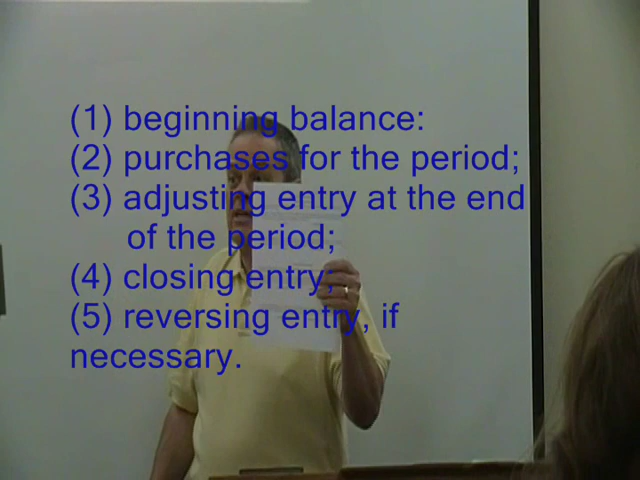 (1) beginning balance:
(2) purchases for the period;
(3) adjusting entry at the end
of the period;
(4) closing entry;
(5) reversing entry, if
necessary.